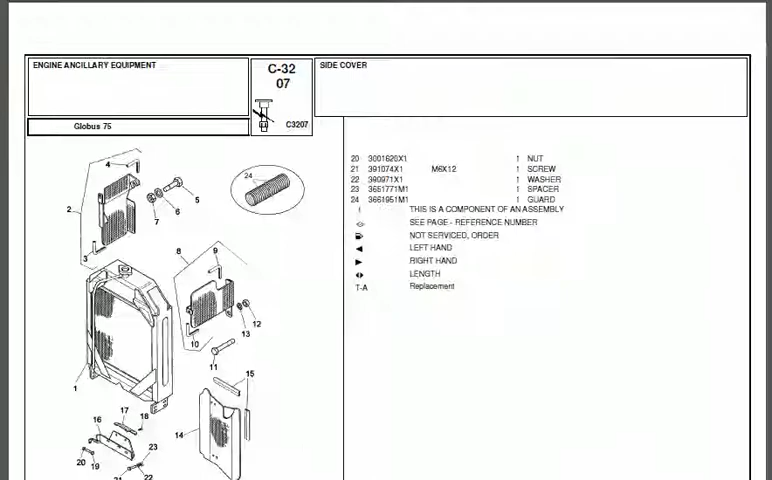 ENGINE ANCILLARY EQUIPMENT
C-32
07
C3207
SIDE COVER
Globus 75
20 3001620X1 1 NUT
21 391074X1 M6X12 1 SCREW
22 390971X1 1 WASHER
23 3651771M1 1 SPACER
24 3661951M1 1 GUARD
! THIS IS A COMPONENT OF AN ASSEMBLY
SEE PAGE - REFERENCE NUMBER
NOT SERVICED, ORDER
◄ LEFT HAND
► RIGHT HAND
LENGTH
T-A Replacement
4
24
5
2
6
7
3
8
9
12
13
10
11
1
15
17
18
16
14
23
20
19
22